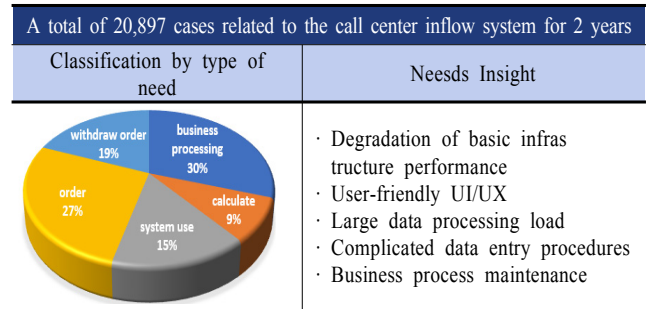 A total of 20,897 cases related to the call center inflow system for 2 years
Classification by type of
need
Needsd Insight
withdraw order
19%
business
processing
30%
order
27%
calculate
9%
system use
15%
· Degradation of basic infras
tructure performance
· User-friendly UI/UX
· Large data processing load
· Complicated data entry procedures
· Business process maintenance